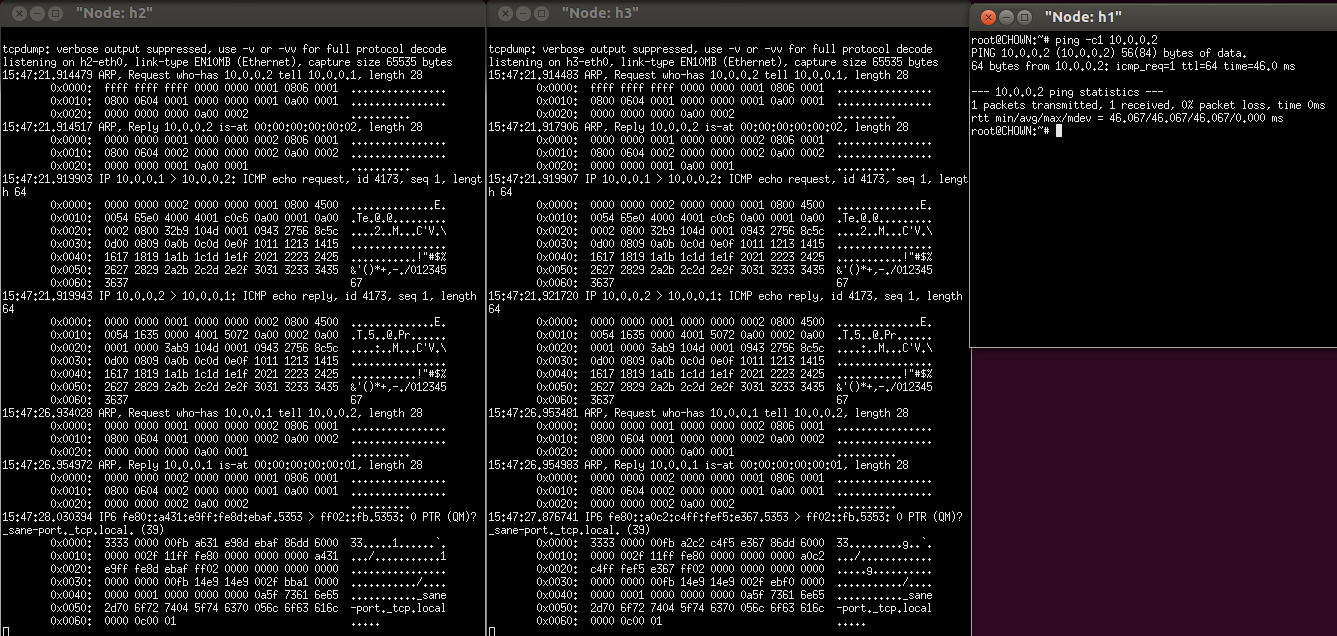 "Node: h2"
tcpdump: verbose output suppressed, use -v or -vv for full protocol decode
listening on h2-eth0, link-type EN10MB (Ethernet), capture size 65535 bytes
15:47:21.914479 ARP, Request who-has 10.0.0.2 tell 10.0.0.1, length 28
0x0000:  ffff ffff ffff 0000 0000 0001 0806 0001  ................
0x0010:  0800 0604 0001 0000 0000 0001 0a00 0001  ................
0x0020:  0000 0000 0000 0a00 0002  ..........
15:47:21.914517 ARP, Reply 10.0.0.2 is-at 00:00:00:00:00:02, length 28
0x0000:  0000 0000 0001 0000 0000 0002 0806 0001  ................
0x0010:  0800 0604 0002 0000 0000 0002 0a00 0002  ................
0x0020:  0000 0000 0001 0a00 0001  ..........
15:47:21.919903 IP 10.0.0.1 > 10.0.0.2: ICMP echo request, id 4173, seq 1, lengt
h 64
0x0000:  0000 0000 0002 0000 0000 0001 0800 4500  ..............E.
0x0010:  0054 65e0 4000 4001 c0c6 0a00 0001 0a00  .Te.@.@.........
0x0020:  0002 0800 32b9 104d 0001 0943 2756 8c5c  ....2..M...C'V.\
0x0030:  0d00 0809 0a0b 0c0d 0e0f 1011 1213 1415  ................
0x0040:  1617 1819 1a1b 1c1d 1e1f 2021 2223 2425  ...........!"#$%
0x0050:  2627 2829 2a2b 2c2d 2e2f 3031 3233 3435  &'()*+,-./012345
0x0060:  3637  67
15:47:21.919943 IP 10.0.0.2 > 10.0.0.1: ICMP echo reply, id 4173, seq 1, length
64
0x0000:  0000 0000 0001 0000 0000 0002 0800 4500  ..............E.
0x0010:  0054 1635 0000 4001 5072 0a00 0002 0a00  .T.5..@.Pr......
0x0020:  0001 0000 3ab9 104d 0001 0943 2756 8c5c  ....:..M...C'V.\
0x0030:  0d00 0809 0a0b 0c0d 0e0f 1011 1213 1415  ................
0x0040:  1617 1819 1a1b 1c1d 1e1f 2021 2223 2425  ...........!"#$%
0x0050:  2627 2829 2a2b 2c2d 2e2f 3031 3233 3435  &'()*+,-./012345
0x0060:  3637  67
15:47:26.934028 ARP, Request who-has 10.0.0.1 tell 10.0.0.2, length 28
0x0000:  0000 0000 0001 0000 0000 0002 0806 0001  ................
0x0010:  0800 0604 0001 0000 0000 0002 0a00 0002  ................
0x0020:  0000 0000 0000 0a00 0001  ..........
15:47:26.954972 ARP, Reply 10.0.0.1 is-at 00:00:00:00:00:01, length 28
0x0000:  0000 0000 0002 0000 0000 0001 0806 0001  ................
0x0010:  0800 0604 0002 0000 0000 0001 0a00 0001  ................
0x0020:  0000 0000 0002 0a00 0002  ..........
15:47:28.030394 IP6 fe80::a431:e9ff:fe8d:ebaf.5353 > ff02::fb.5353: 0 PTR (QM)?
_sane-port._tcp.local. (39)
0x0000:  3333 0000 00fb a631 e98d ebaf 86dd 6000  33.....1......`.
0x0010:  0000 002f 11ff fe80 0000 0000 0000 a431  .../...........1
0x0020:  e9ff fe8d ebaf ff02 0000 0000 0000 0000  ................
0x0030:  0000 0000 00fb 14e9 14e9 002f bba1 0000  .........../....
0x0040:  0000 0001 0000 0000 0000 0a5f 7361 6e65  ..........._sane
0x0050:  2d70 6f72 7404 5f74 6370 056c 6f63 616c  -port._tcp.local
0x0060:  0000 0c00 01  .....
"Node: h3"
tcpdump: verbose output suppressed, use -v or -vv for full protocol decode
listening on h3-eth0, link-type EN10MB (Ethernet), capture size 65535 bytes
15:47:21.914483 ARP, Request who-has 10.0.0.2 tell 10.0.0.1, length 28
0x0000:  ffff ffff ffff 0000 0000 0001 0806 0001  ................
0x0010:  0800 0604 0001 0000 0000 0001 0a00 0001  ................
0x0020:  0000 0000 0000 0a00 0002  ..........
15:47:21.917906 ARP, Reply 10.0.0.2 is-at 00:00:00:00:00:02, length 28
0x0000:  0000 0000 0001 0000 0000 0002 0806 0001  ................
0x0010:  0800 0604 0002 0000 0000 0002 0a00 0002  ................
0x0020:  0000 0000 0001 0a00 0001  ..........
15:47:21.919907 IP 10.0.0.1 > 10.0.0.2: ICMP echo request, id 4173, seq 1, lengt
h 64
0x0000:  0000 0000 0002 0000 0000 0001 0800 4500  ..............E.
0x0010:  0054 65e0 4000 4001 c0c6 0a00 0001 0a00  .Te.@.@.........
0x0020:  0002 0800 32b9 104d 0001 0943 2756 8c5c  ....2..M...C'V.\
0x0030:  0d00 0809 0a0b 0c0d 0e0f 1011 1213 1415  ................
0x0040:  1617 1819 1a1b 1c1d 1e1f 2021 2223 2425  ...........!"#$%
0x0050:  2627 2829 2a2b 2c2d 2e2f 3031 3233 3435  &'()*+,-./012345
0x0060:  3637  67
15:47:21.921720 IP 10.0.0.2 > 10.0.0.1: ICMP echo reply, id 4173, seq 1, length
64
0x0000:  0000 0000 0001 0000 0000 0002 0800 4500  ..............E.
0x0010:  0054 1635 0000 4001 5072 0a00 0002 0a00  .T.5..@.Pr......
0x0020:  0001 0000 3ab9 104d 0001 0943 2756 8c5c  ....:..M...C'V.\
0x0030:  0d00 0809 0a0b 0c0d 0e0f 1011 1213 1415  ................
0x0040:  1617 1819 1a1b 1c1d 1e1f 2021 2223 2425  ...........!"#$%
0x0050:  2627 2829 2a2b 2c2d 2e2f 3031 3233 3435  &'()*+,-./012345
0x0060:  3637  67
15:47:26.953481 ARP, Request who-has 10.0.0.1 tell 10.0.0.2, length 28
0x0000:  0000 0000 0001 0000 0000 0002 0806 0001  ................
0x0010:  0800 0604 0001 0000 0000 0002 0a00 0002  ................
0x0020:  0000 0000 0000 0a00 0001  ..........
15:47:26.954983 ARP, Reply 10.0.0.1 is-at 00:00:00:00:00:01, length 28
0x0000:  0000 0000 0002 0000 0000 0001 0806 0001  ................
0x0010:  0800 0604 0002 0000 0000 0001 0a00 0001  ................
0x0020:  0000 0000 0002 0a00 0002  ..........
15:47:27.876741 IP6 fe80::a0c2:c4ff:fef5:e367.5353 > ff02::fb.5353: 0 PTR (QM)?
_sane-port._tcp.local. (39)
0x0000:  3333 0000 00fb a2c2 c4f5 e367 86dd 6000  33.........g..`.
0x0010:  0000 002f 11ff fe80 0000 0000 0000 a0c2  .../............
0x0020:  c4ff fef5 e367 ff02 0000 0000 0000 0000  .....g..........
0x0030:  0000 0000 00fb 14e9 14e9 002f ebf0 0000  .........../....
0x0040:  0000 0001 0000 0000 0000 0a5f 7361 6e65  ..........._sane
0x0050:  2d70 6f72 7404 5f74 6370 056c 6f63 616c  -port._tcp.local
0x0060:  0000 0c00 01  .....
"Node: h1"
root@CHOWN:~# ping -c1 10.0.0.2
PING 10.0.0.2 (10.0.0.2) 56(84) bytes of data.
64 bytes from 10.0.0.2: icmp_req=1 ttl=64 time=46.0 ms
--- 10.0.0.2 ping statistics ---
1 packets transmitted, 1 received, 0% packet loss, time 0ms
rtt min/avg/max/mdev = 46.067/46.067/46.067/0.000 ms
root@CHOWN:~#